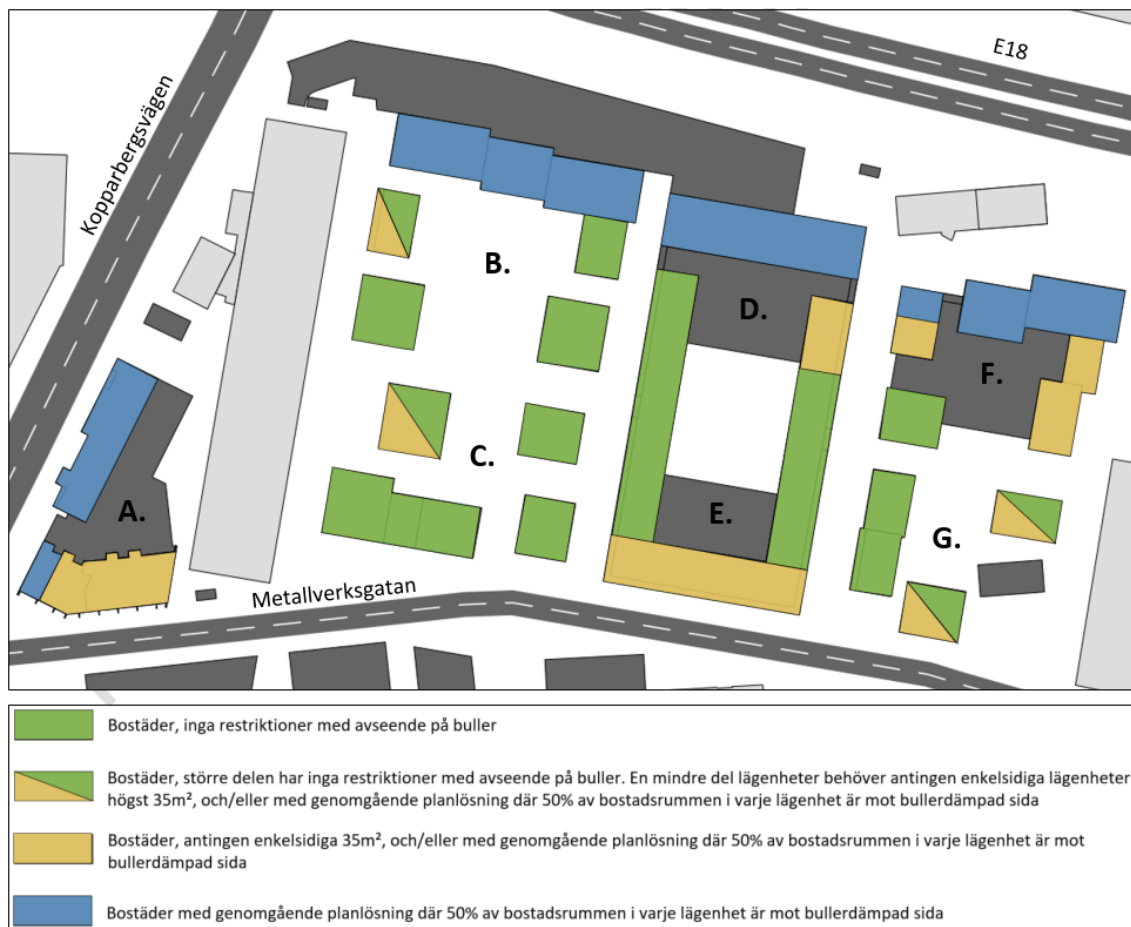 E18
Kopparbergsvägen
B.
D.
F.
C.
A.
E.
G.
Metallverksgatan
Bostäder, inga restriktioner med avseende på buller
Bostäder, större delen har inga restriktioner med avseende på buller. En mindre del lägenheter behöver antingen enkelsidiga lägenheter
högst 35m², och/eller med genomgående planlösning där 50% av bostadsrummen i varje lägenhet är mot bullerdämpad sida
Bostäder, antingen enkelsidiga 35m², och/eller med genomgående planlösning där 50% av bostadsrummen i varje lägenhet är mot
bullerdämpad sida
Bostäder med genomgående planlösning där 50% av bostadsrummen i varje lägenhet är mot bullerdämpad sida